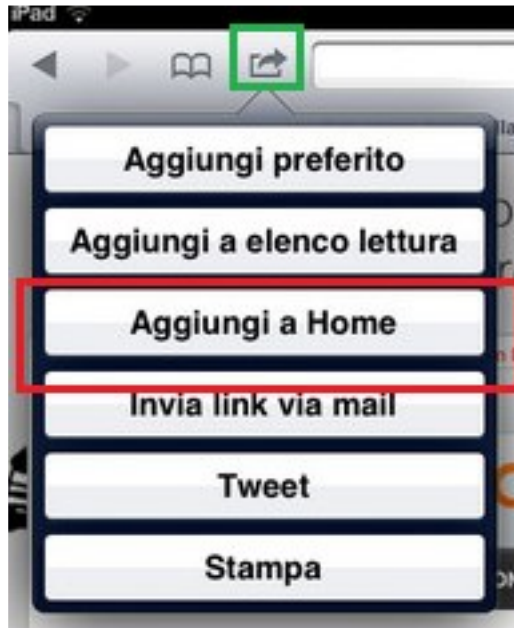 iPad
Aggiungi preferito
Aggiungi a elenco lettura
Aggiungi a Home
Invia link via mail
Tweet
Stampa